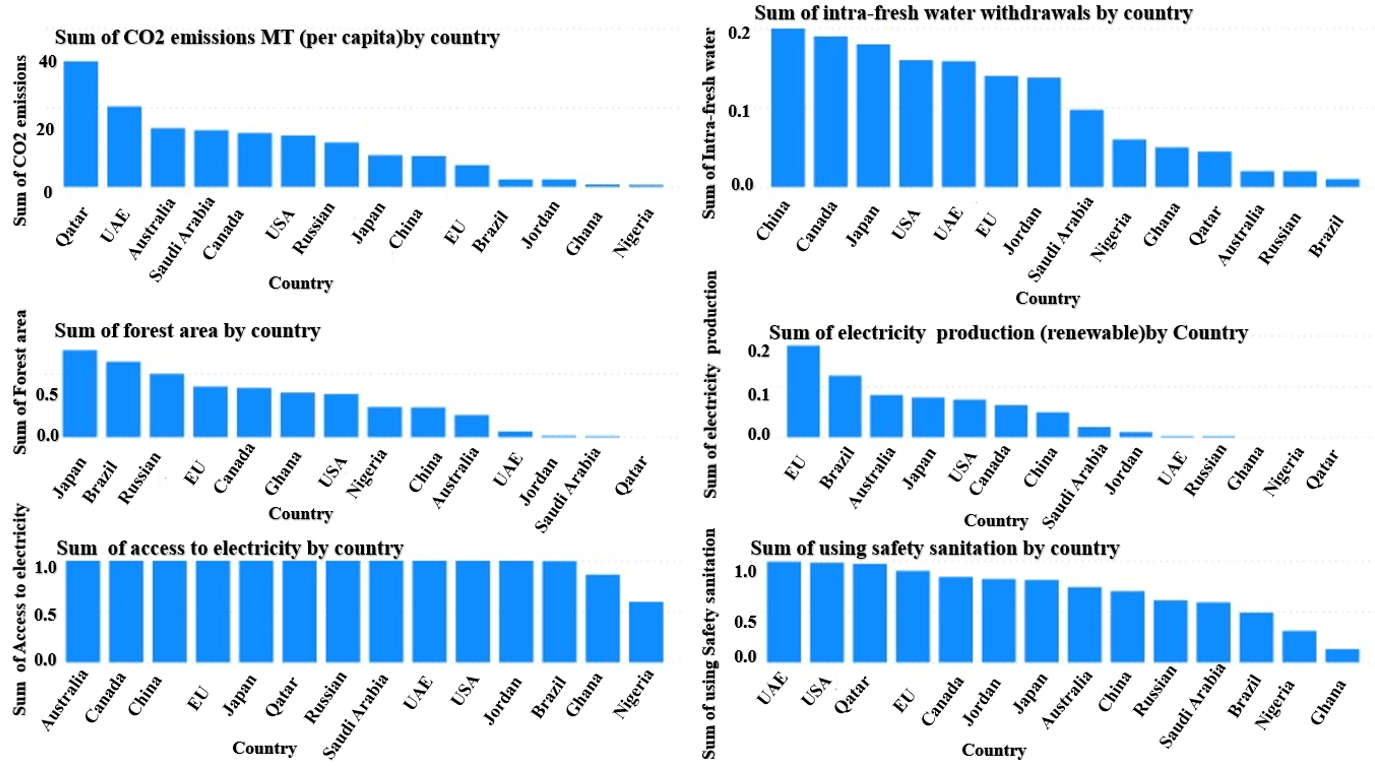 Sum of CO2 emissions MT (per capita)by country
Sum of CO2 emissions
40
20
0
Qatar
UAE
Australia
Saudi Arabia
Canada
USA
Russian
Japan
China
EU
Brazil
Jordan
Ghana
Nigeria
Country
Sum of intra-fresh water withdrawals by country
Sum of Intra-fresh water
0.2
0.1
0.0
China
Canada
Japan
USA
UAE
EU
Jordan
Saudi Arabia
Nigeria
Ghana
Qatar
Australia
Russian
Brazil
Country
Sum of forest area by country
Sum of Forest area
0.5
0.0
Japan
Brazil
Russian
EU
Canada
Ghana
USA
Nigeria
China
Australia
UAE
Jordan
Saudi Arabia
Qatar
Country
Sum of electricity production (renewable)by Country
Sum of electricity production
0.2
0.1
0.0
EU
Brazil
Australia
Japan
USA
Canada
China
Saudi Arabia
Jordan
UAE
Russian
Ghana
Nigeria
Qatar
Country
Sum of access to electricity by country
Sum of Access to electricity
1.0
0.5
0.0
Australia
Canada
China
EU
Japan
Qatar
Russian
Saudi Arabia
UAE
USA
Jordan
Brazil
Ghana
Nigeria
Country
Sum of using safety sanitation by country
Sum of using Safety sanitation
1.0
0.5
0.0
UAE
USA
Qatar
EU
Canada
Jordan
Japan
Australia
China
Russian
Saudi Arabia
Brazil
Nigeria
Ghana
Country